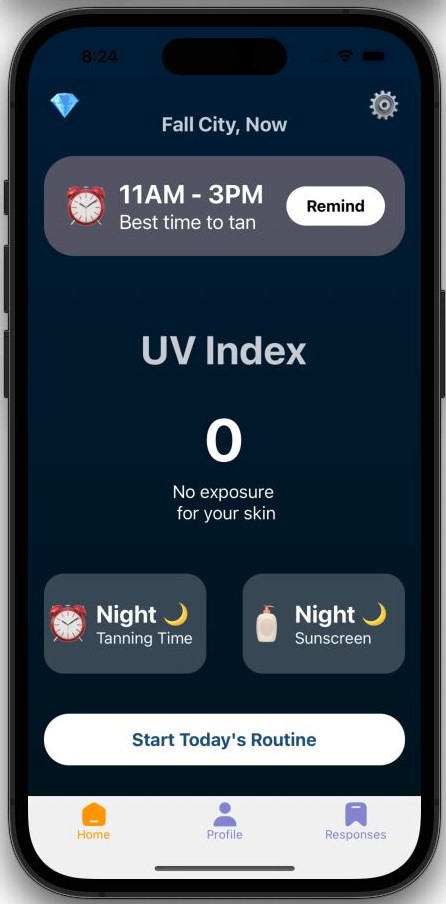 8:24
Fall City, Now
11AM - 3PM
Best time to tan
Remind
UV Index
0
No exposure
for your skin
Night
Tanning Time
Night
Sunscreen
Start Today's Routine
Home
Profile
Responses